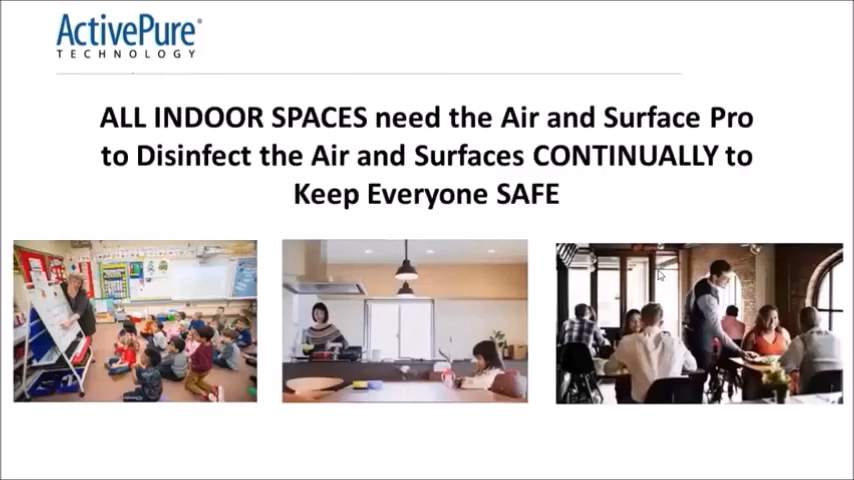 ActivePure®
TECHNOLOGY
ALL INDOOR SPACES need the Air and Surface Pro
to Disinfect the Air and Surfaces CONTINUALLY to
Keep Everyone SAFE